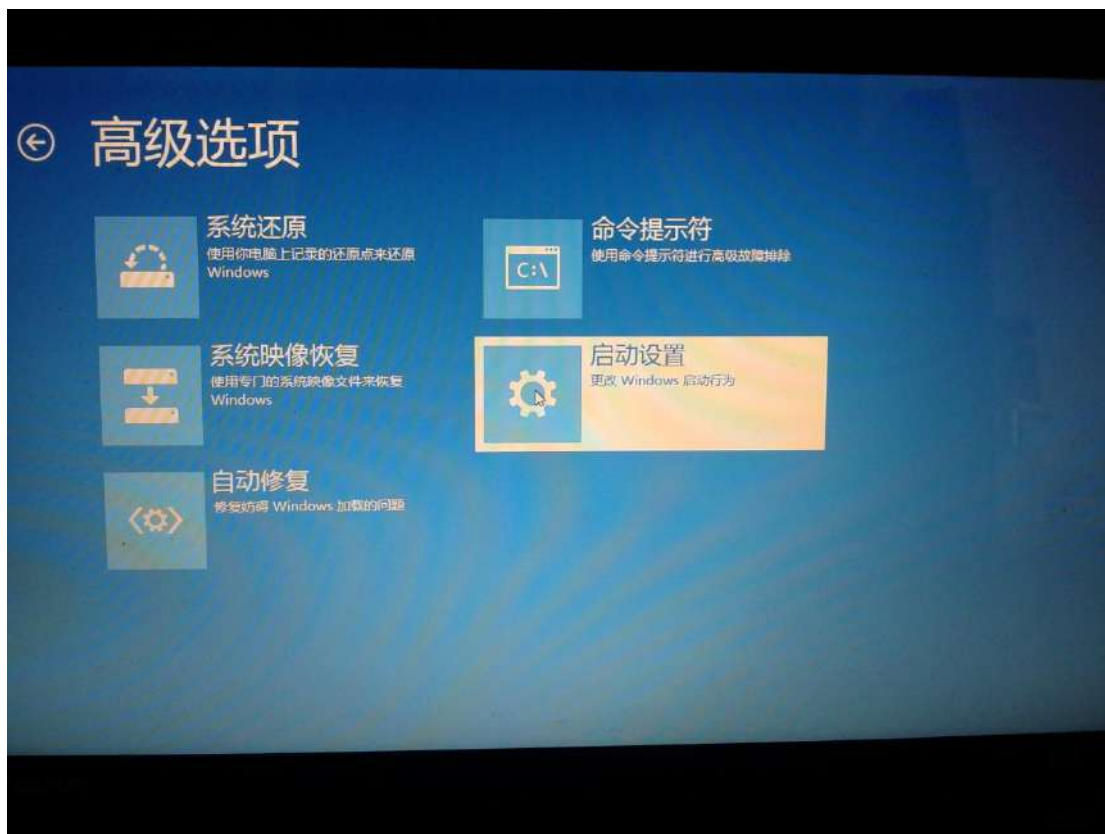 高级选项
系统还原
使用你电脑上记录的还原点来还原
Windows
命令提示符
使用命令提示符进行高级故障排除
C:\
系统映像恢复
使用专门的系统映像文件来恢复
Windows
启动设置
更改 Windows 启动行为
自动修复
修复妨碍 Windows 加载的问题